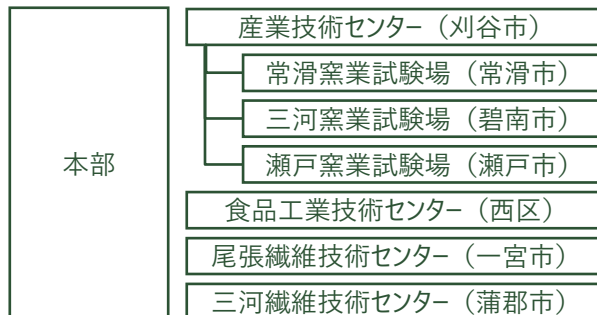 本部
産業技術センター（刈谷市）
常滑窯業試験場（常滑市）
三河窯業試験場（碧南市）
瀬戸窯業試験場（瀬戸市）
食品工業技術センター（西区）
尾張繊維技術センター（一宮市）
三河繊維技術センター（蒲郡市）